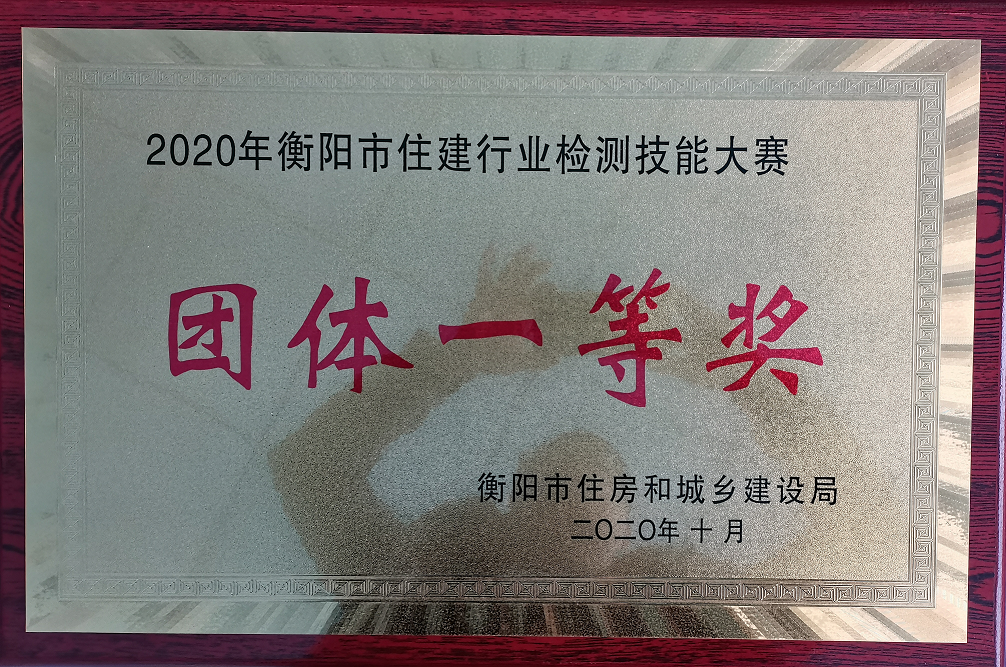 2020年衡阳市住建行业检测技能大赛
团体一等奖
衡阳市住房和城乡建设局
二〇二〇年 十 月